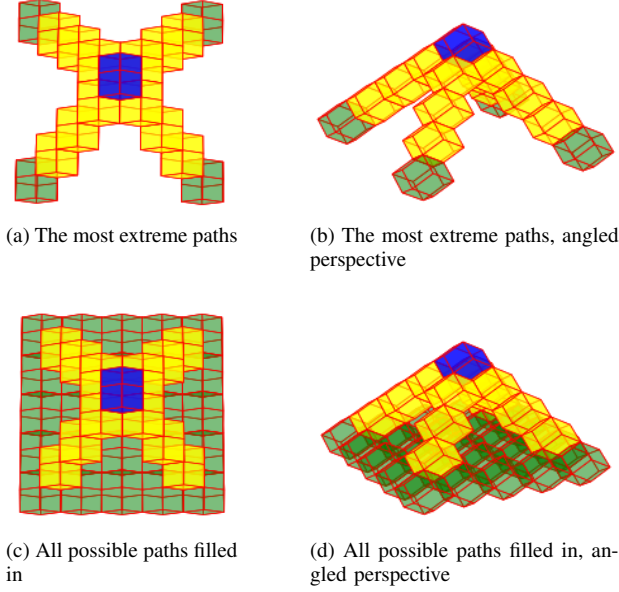 (a) The most extreme paths
(b) The most extreme paths, angled
perspective
(c) All possible paths filled
in
(d) All possible paths filled in, an-
gled perspective